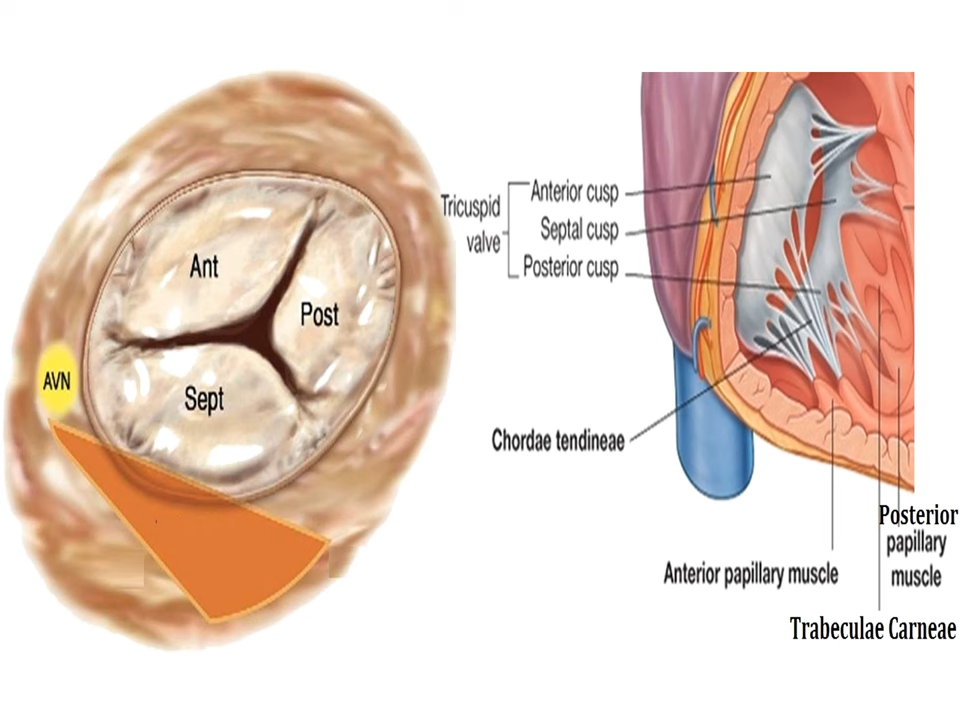 Ant
Post
AVN
Sept
Tricuspid
valve
Anterior cusp
Septal cusp
Posterior cusp
Chordae tendineae
Posterior
papillary
muscle
Anterior papillary muscle
Trabeculae Carneae